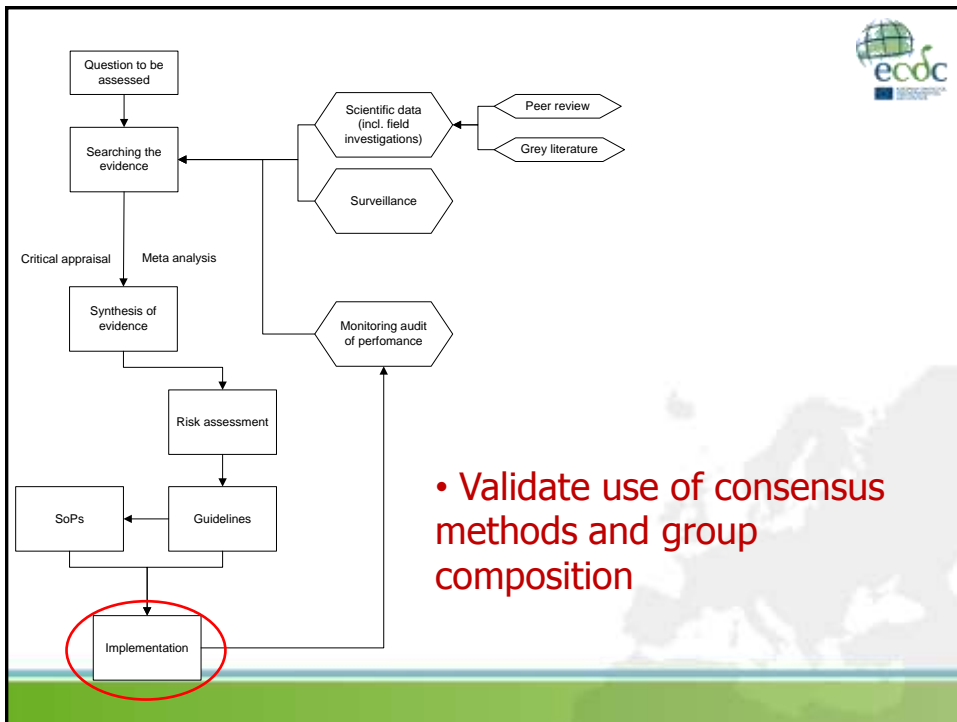 ecdc
Question to be
assessed
Searching the
evidence
Scientific data
(incl. field
investigations)
Peer review
Grey literature
Surveillance
Critical appraisal
Meta analysis
Synthesis of
evidence
Monitoring audit
of perfomance
Risk assessment
SoPs
Guidelines
Implementation
• Validate use of consensus
methods and group
composition